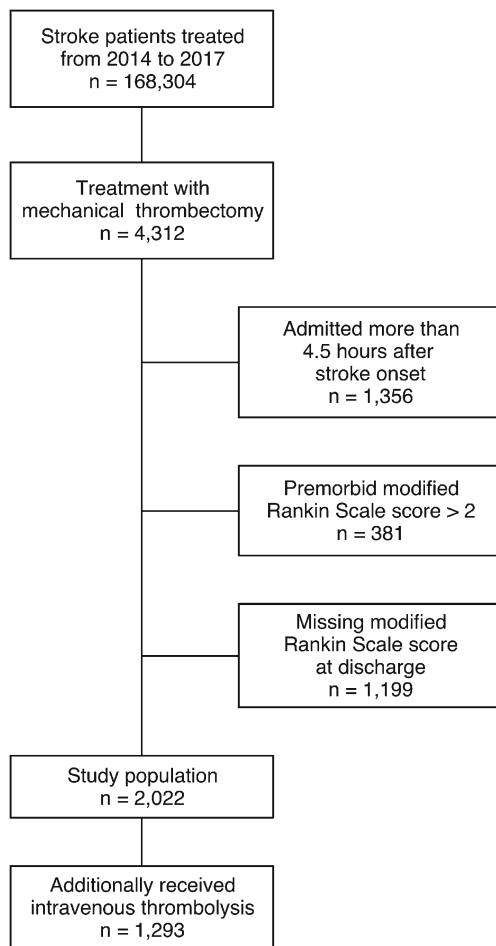 Stroke patients treated
from 2014 to 2017
n = 168,304
Treatment with
mechanical thrombectomy
n = 4,312
Admitted more than
4.5 hours after
stroke onset
n = 1,356
Premorbid modified
Rankin Scale score > 2
n = 381
Missing modified
Rankin Scale score
at discharge
n = 1,199
Study population
n = 2,022
Additionally received
intravenous thrombolysis
n = 1,293